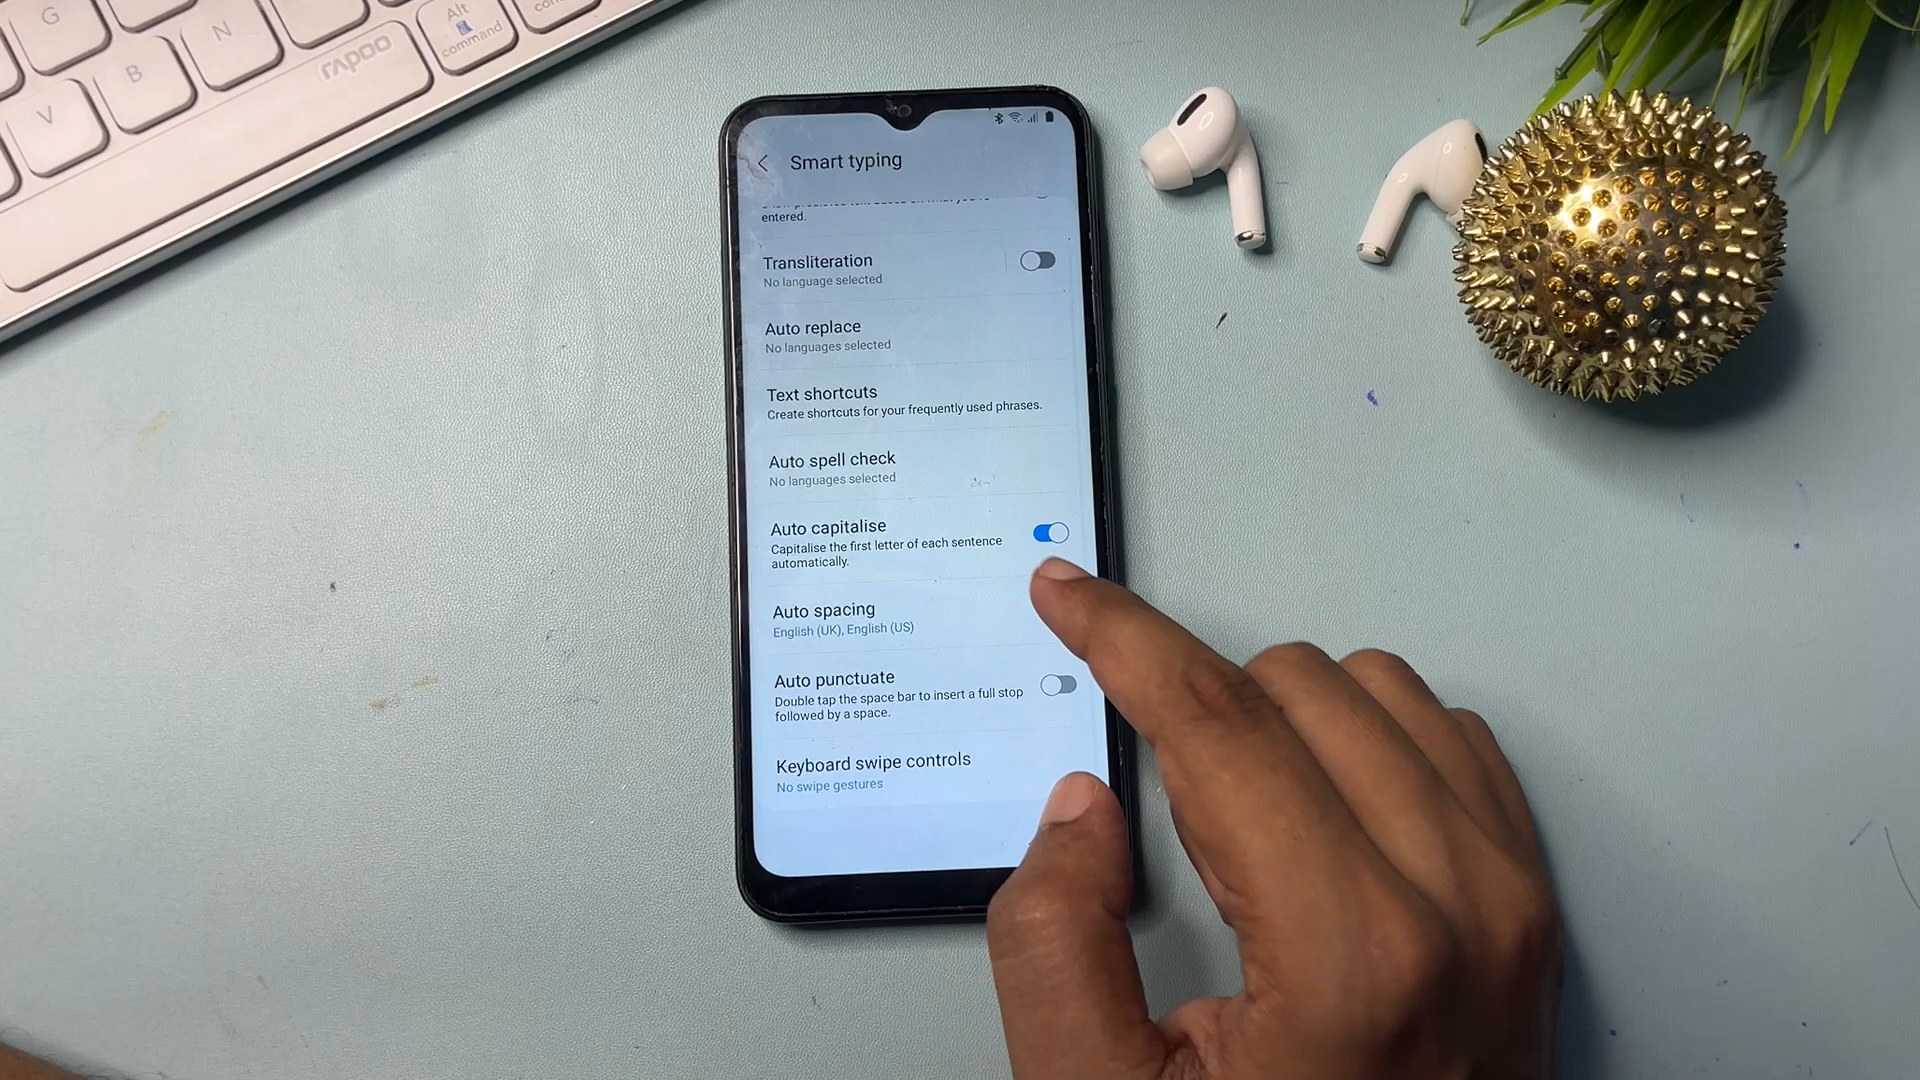 G
N
B
V
rapoo
Alt
command
Smart typing
entered.
Transliteration
No language selected
Auto replace
No languages selected
Text shortcuts
Create shortcuts for your frequently used phrases.
Auto spell check
No languages selected
Auto capitalise
Capitalise the first letter of each sentence
automatically.
Auto spacing
English (UK), English (US)
Auto punctuate
Double tap the space bar to insert a full stop
followed by a space.
Keyboard swipe controls
No swipe gestures